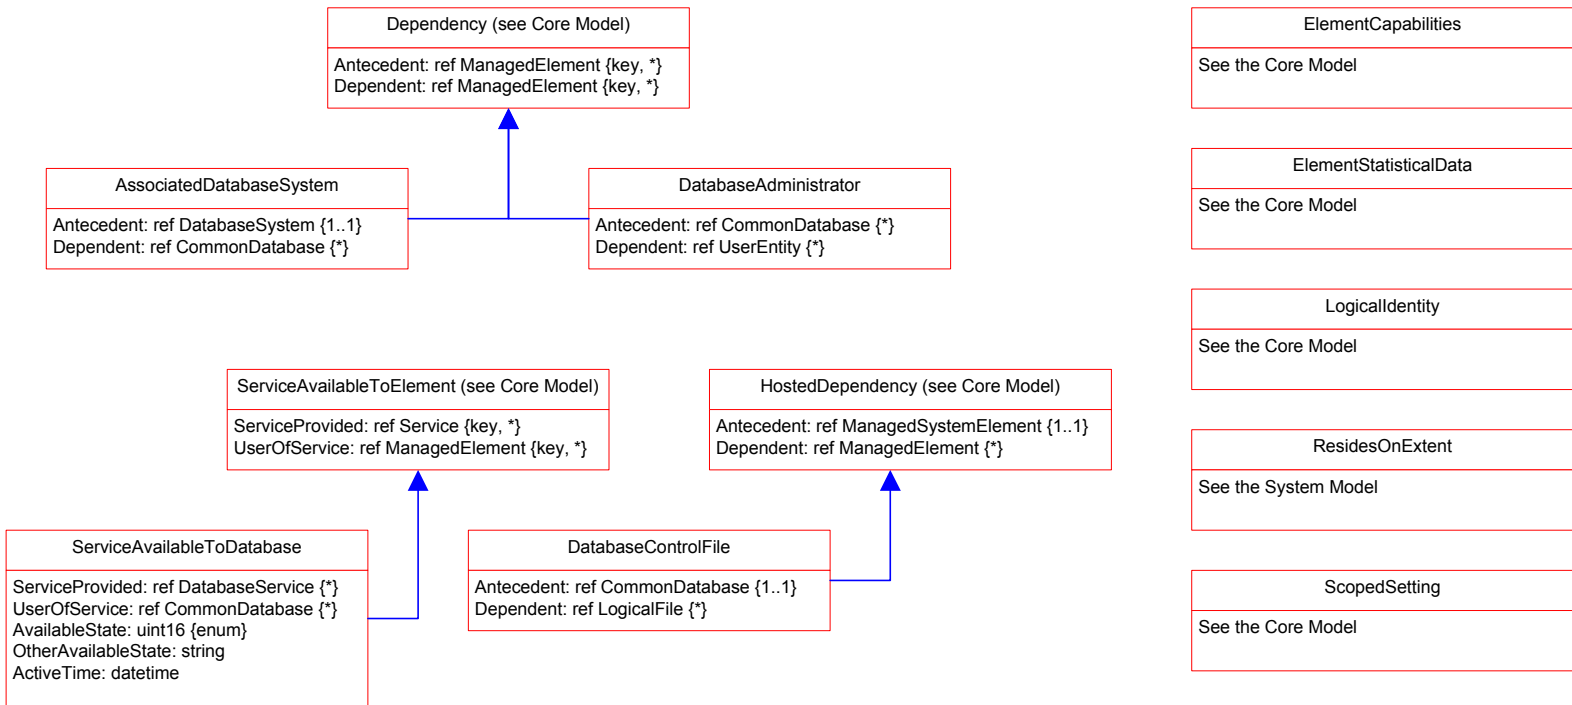 Dependency (see Core Model)
Antecedent: ref ManagedElement {key, *}
Dependent: ref ManagedElement {key, *}
ElementCapabilities
See the Core Model
AssociatedDatabaseSystem
Antecedent: ref DatabaseSystem {1..1}
Dependent: ref CommonDatabase {*}
DatabaseAdministrator
Antecedent: ref CommonDatabase {*}
Dependent: ref UserEntity {*}
ElementStatisticalData
See the Core Model
LogicalIdentity
See the Core Model
ServiceAvailableToElement (see Core Model)
ServiceProvided: ref Service {key, *}
UserOfService: ref ManagedElement {key, *}
HostedDependency (see Core Model)
Antecedent: ref ManagedSystemElement {1..1}
Dependent: ref ManagedElement {*}
ResidesOnExtent
See the System Model
ServiceAvailableToDatabase
ServiceProvided: ref DatabaseService {*}
UserOfService: ref CommonDatabase {*}
AvailableState: uint16 {enum}
OtherAvailableState: string
ActiveTime: datetime
DatabaseControlFile
Antecedent: ref CommonDatabase {1..1}
Dependent: ref LogicalFile {*}
ScopedSetting
See the Core Model